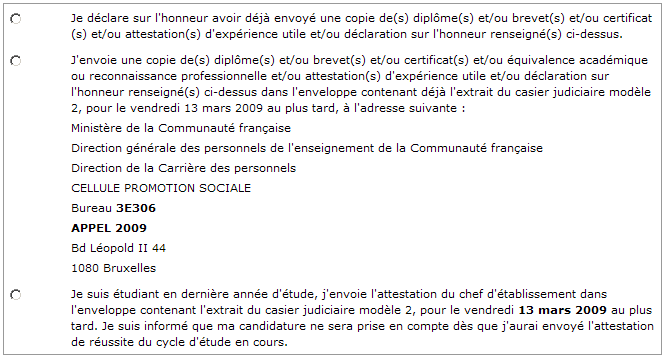 Je déclare sur l'honneur avoir déjà envoyé une copie de(s) diplôme(s) et/ou brevet(s) et/ou certificat
(s) et/ou attestation(s) d'expérience utile et/ou déclaration sur l'honneur renseigné(s) ci-dessus.
J'envoie une copie de(s) diplôme(s) et/ou brevet(s) et/ou certificat(s) et/ou équivalence académique
ou reconnaissance professionnelle et/ou attestation(s) d'expérience utile et/ou déclaration sur
l'honneur renseigné(s) ci-dessus dans l'enveloppe contenant déjà l'extrait du casier judiciaire modèle
2, pour le vendredi 13 mars 2009 au plus tard, à l'adresse suivante :
Ministère de la Communauté française
Direction générale des personnels de l'enseignement de la Communauté française
Direction de la Carrière des personnels
CELLULE PROMOTION SOCIALE
Bureau 3E306
APPEL 2009
Bd Léopold II 44
1080 Bruxelles
Je suis étudiant en dernière année d'étude, j'envoie l'attestation du chef d'établissement dans
l'enveloppe contenant l'extrait du casier judiciaire modèle 2, pour le vendredi 13 mars 2009 au plus
tard. Je suis informé que ma candidature ne sera prise en compte dès que j'aurai envoyé l'attestation
de réussite du cycle d'étude en cours.